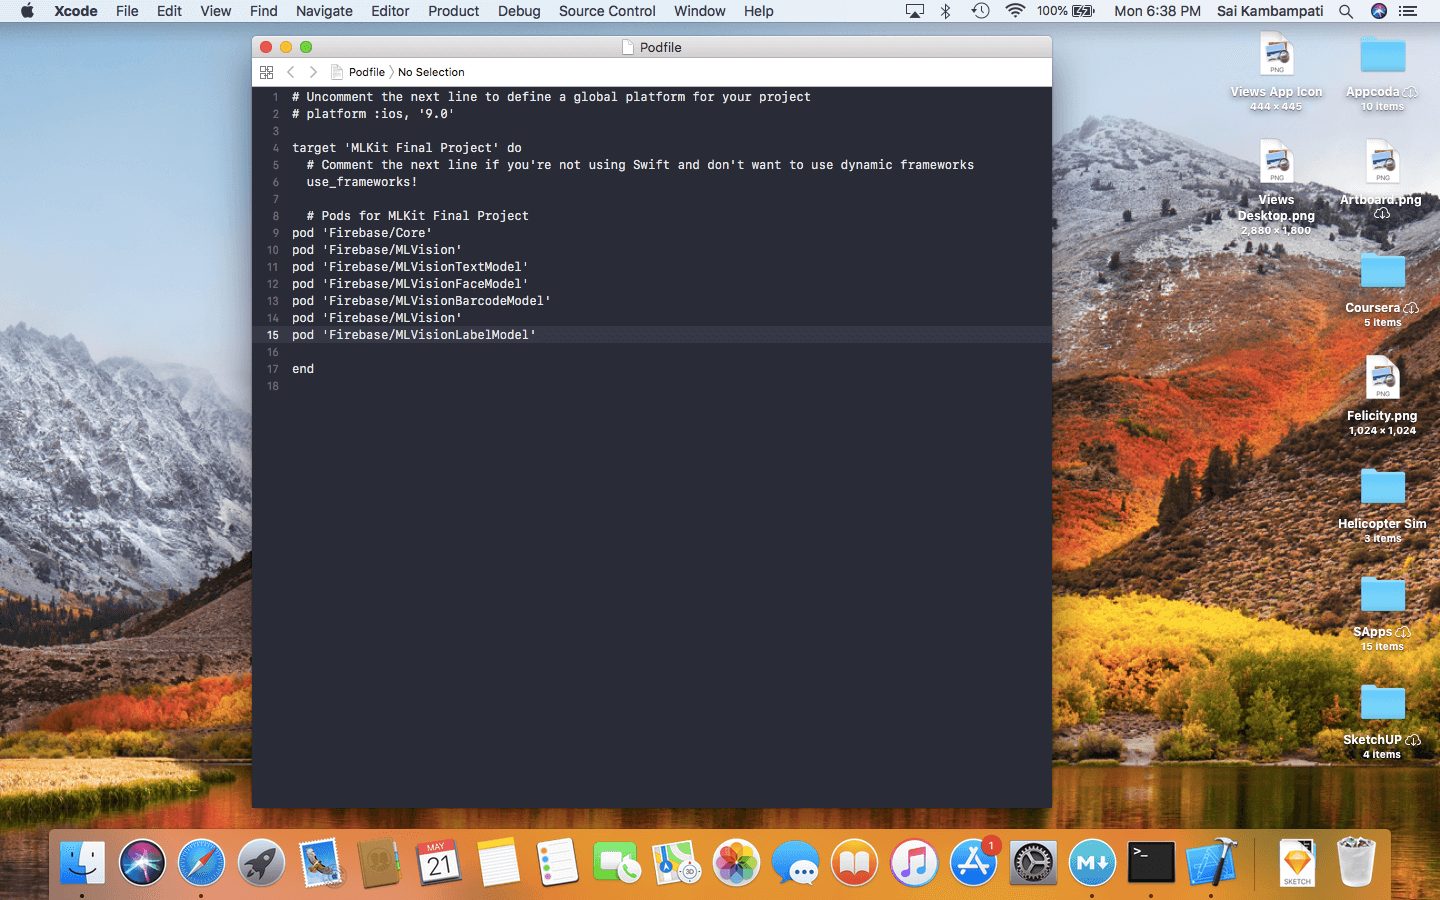 Xcode File Edit View Find Navigate Editor Product Debug Source Control Window Help 100% Mon 6:38 PM Sai Kambampati
Podfile
Podfile No Selection
1 # Uncomment the next line to define a global platform for your project
2 # platform :ios, '9.0'
3
4 target 'MLKit Final Project' do
5 # Comment the next line if you're not using Swift and don't want to use dynamic frameworks
6 use_frameworks!
7
8 # Pods for MLKit Final Project
9 pod 'Firebase/Core'
10 pod 'Firebase/MLVision'
11 pod 'Firebase/MLVisionTextModel'
12 pod 'Firebase/MLVisionFaceModel'
13 pod 'Firebase/MLVisionBarcodeModel'
14 pod 'Firebase/MLVision'
15 pod 'Firebase/MLVisionLabelModel'
16
17 end
18
PNG
Views App Icon
444 × 445
Appcoda
10 items
PNG
Views
Desktop.png
2,880 × 1,800
PNG
Artboard.png
Coursera
5 items
PNG
Felicity.png
1,024 × 1,024
Helicopter Sim
3 items
SApps
15 items
SketchUP
4 items
MAY
21
3D
1
M
>_
SKETCH